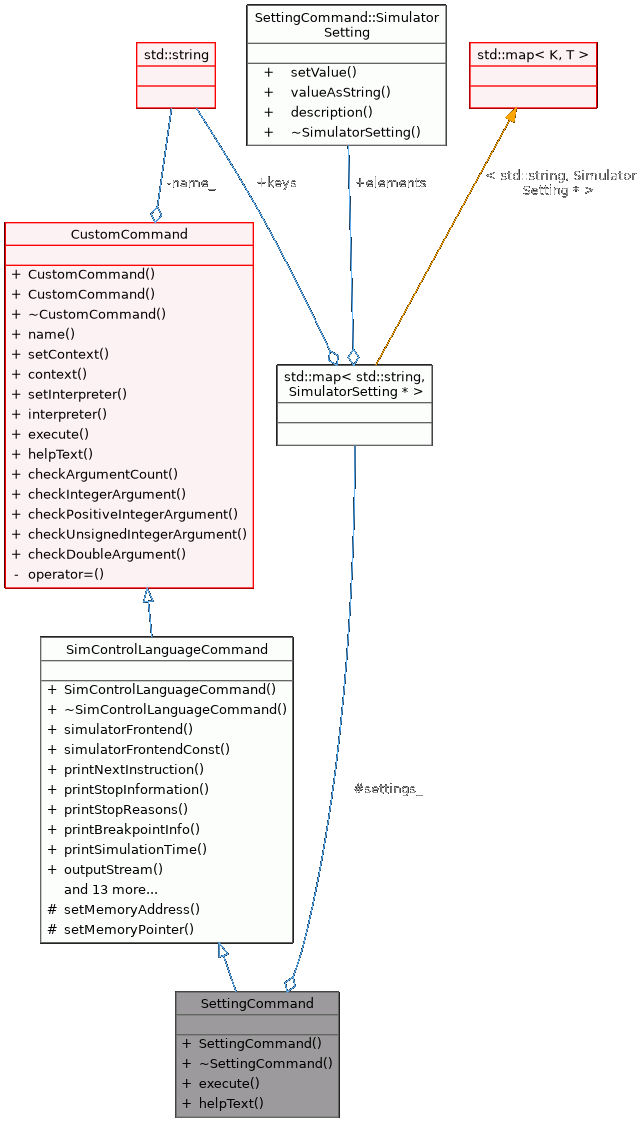 SettingCommand::Simulator
Setting
+ setValue()
+ valueAsString()
+ description()
+ ~SimulatorSetting()
std::string
std::map< K, T >
-name_
+keys
+elements
< std::string, Simulator
Setting * >
CustomCommand
+ CustomCommand()
+ CustomCommand()
+ ~CustomCommand()
+ name()
+ setContext()
+ context()
+ setInterpreter()
+ interpreter()
+ execute()
+ helpText()
+ checkArgumentCount()
+ checkIntegerArgument()
+ checkPositiveIntegerArgument()
+ checkUnsignedIntegerArgument()
+ checkDoubleArgument()
- operator=()
std::map< std::string,
SimulatorSetting * >
SimControlLanguageCommand
+ SimControlLanguageCommand()
+ ~SimControlLanguageCommand()
+ simulatorFrontend()
+ simulatorFrontendConst()
+ printNextInstruction()
+ printStopInformation()
+ printStopReasons()
+ printBreakpointInfo()
+ printSimulationTime()
+ outputStream()
and 13 more...
# setMemoryAddress()
# setMemoryPointer()
#settings_
SettingCommand
+ SettingCommand()
+ ~SettingCommand()
+ execute()
+ helpText()